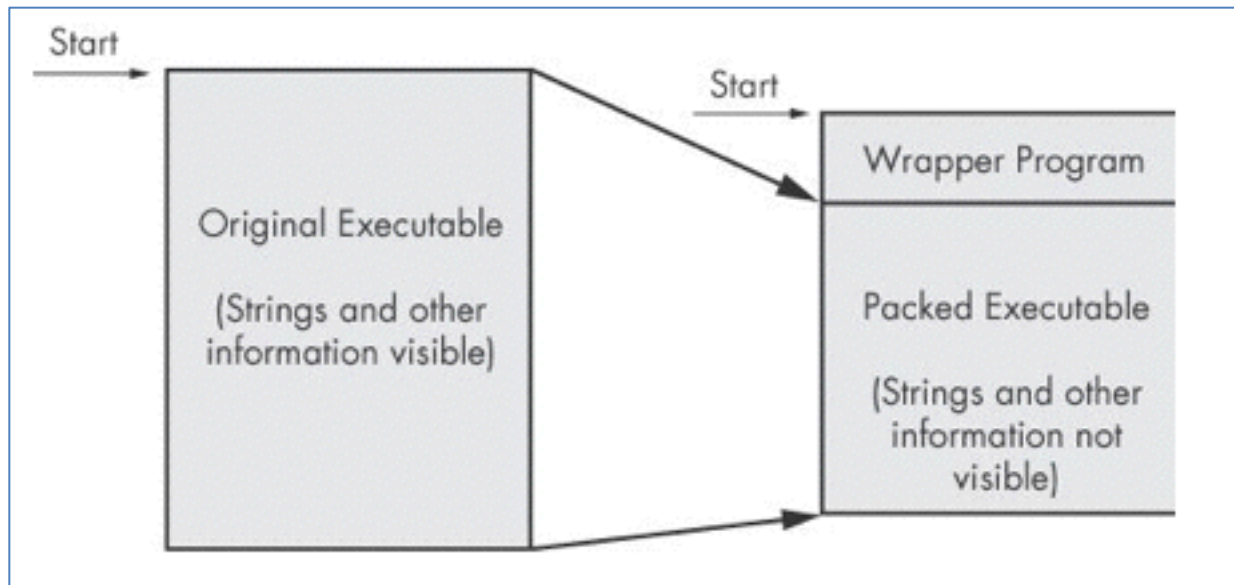 Start
Original Executable
(Strings and other
information visible)
Start
Wrapper Program
Packed Executable
(Strings and other
information not
visible)